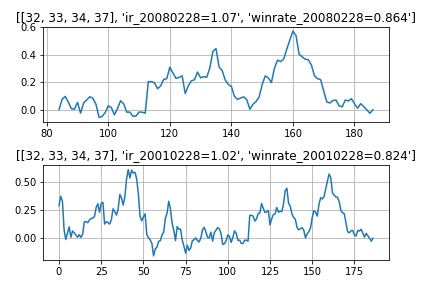 [[32, 33, 34, 37], 'ir_20080228=1.07', 'winrate_20080228=0.864']
0.6
0.4
0.2
0.0
80 100 120 140 160 180
[[32, 33, 34, 37], 'ir_20010228=1.02', 'winrate_20010228=0.824']
0.50
0.25
0.00
0 25 50 75 100 125 150 175